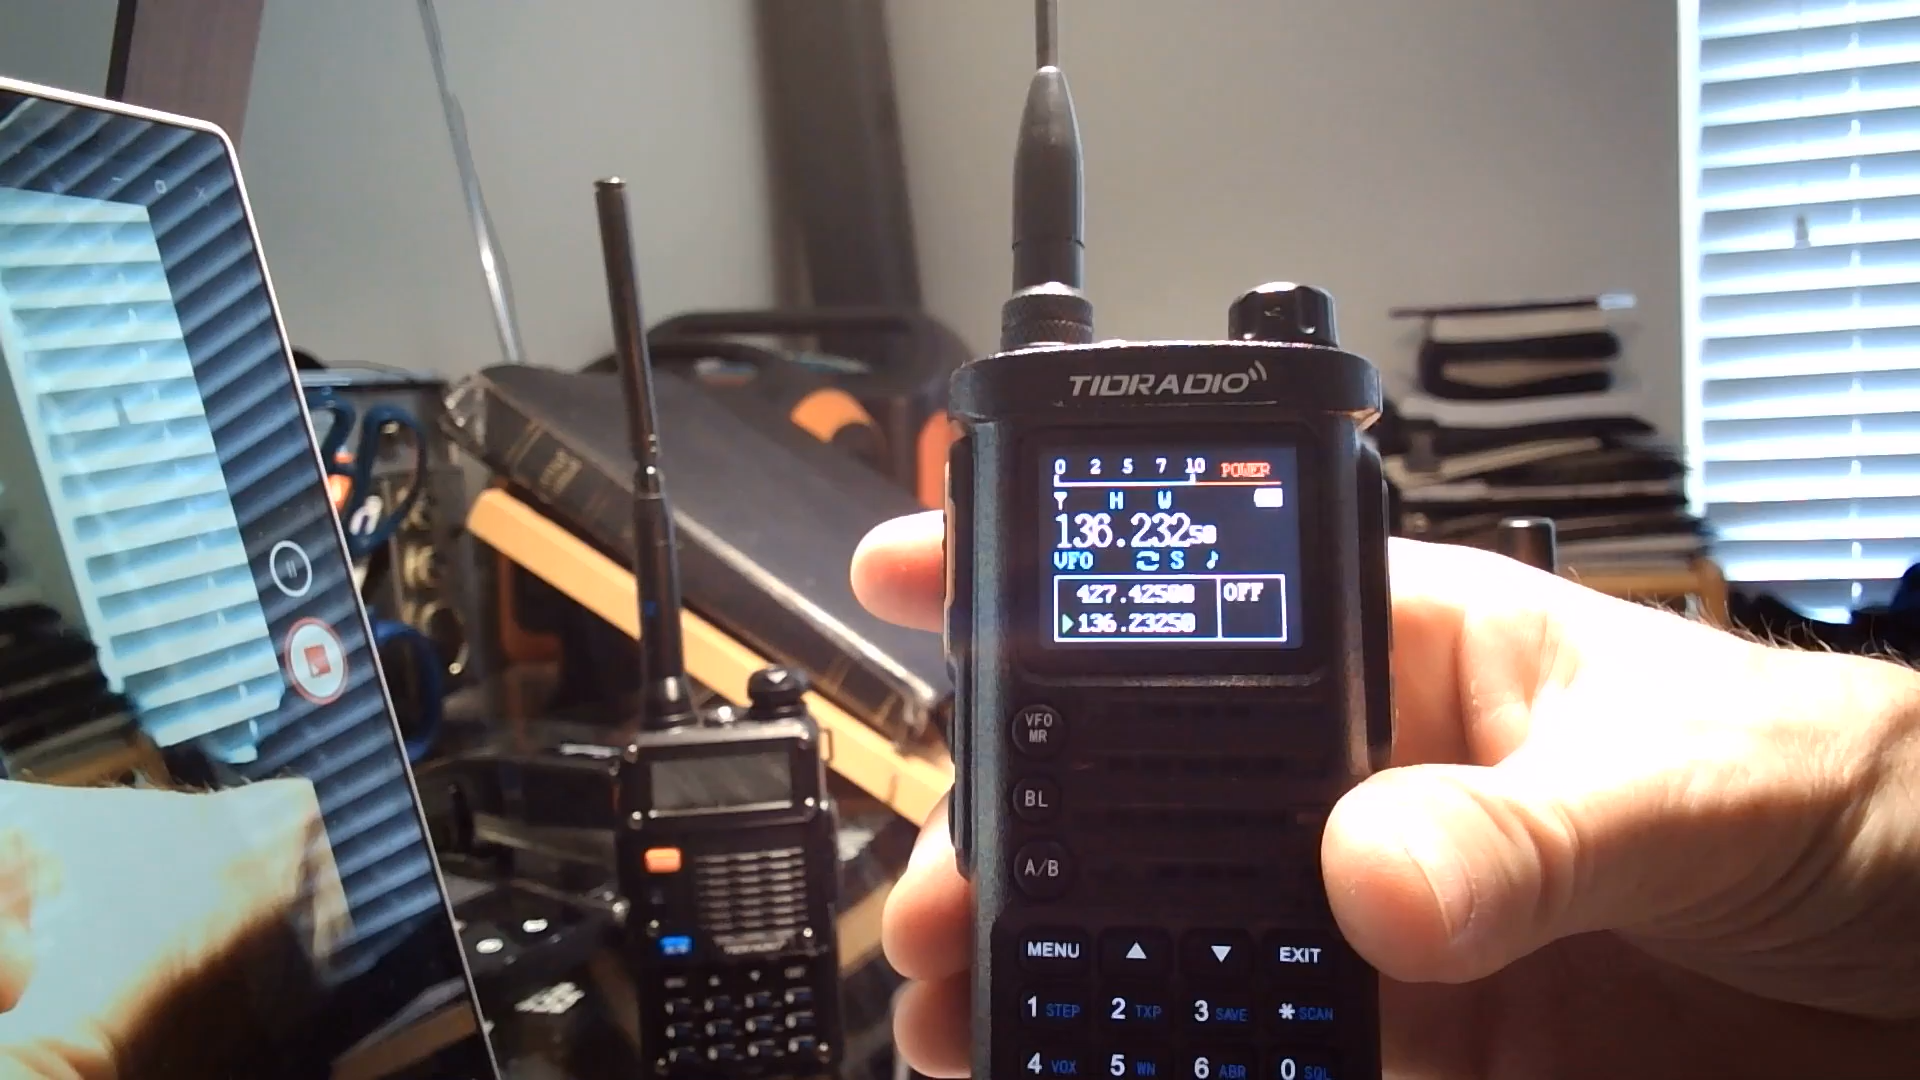 TIDRADIO
0 2 5 7 10 POWER
H W
136.23250
VFO S
427.42500 OFF
136.23250
VFO
MR
BL
A/B
MENU EXIT
1 STEP 2 TXP 3 SAVE * SCAN
4 VOX 5 WN 6 ABR 0 SQL